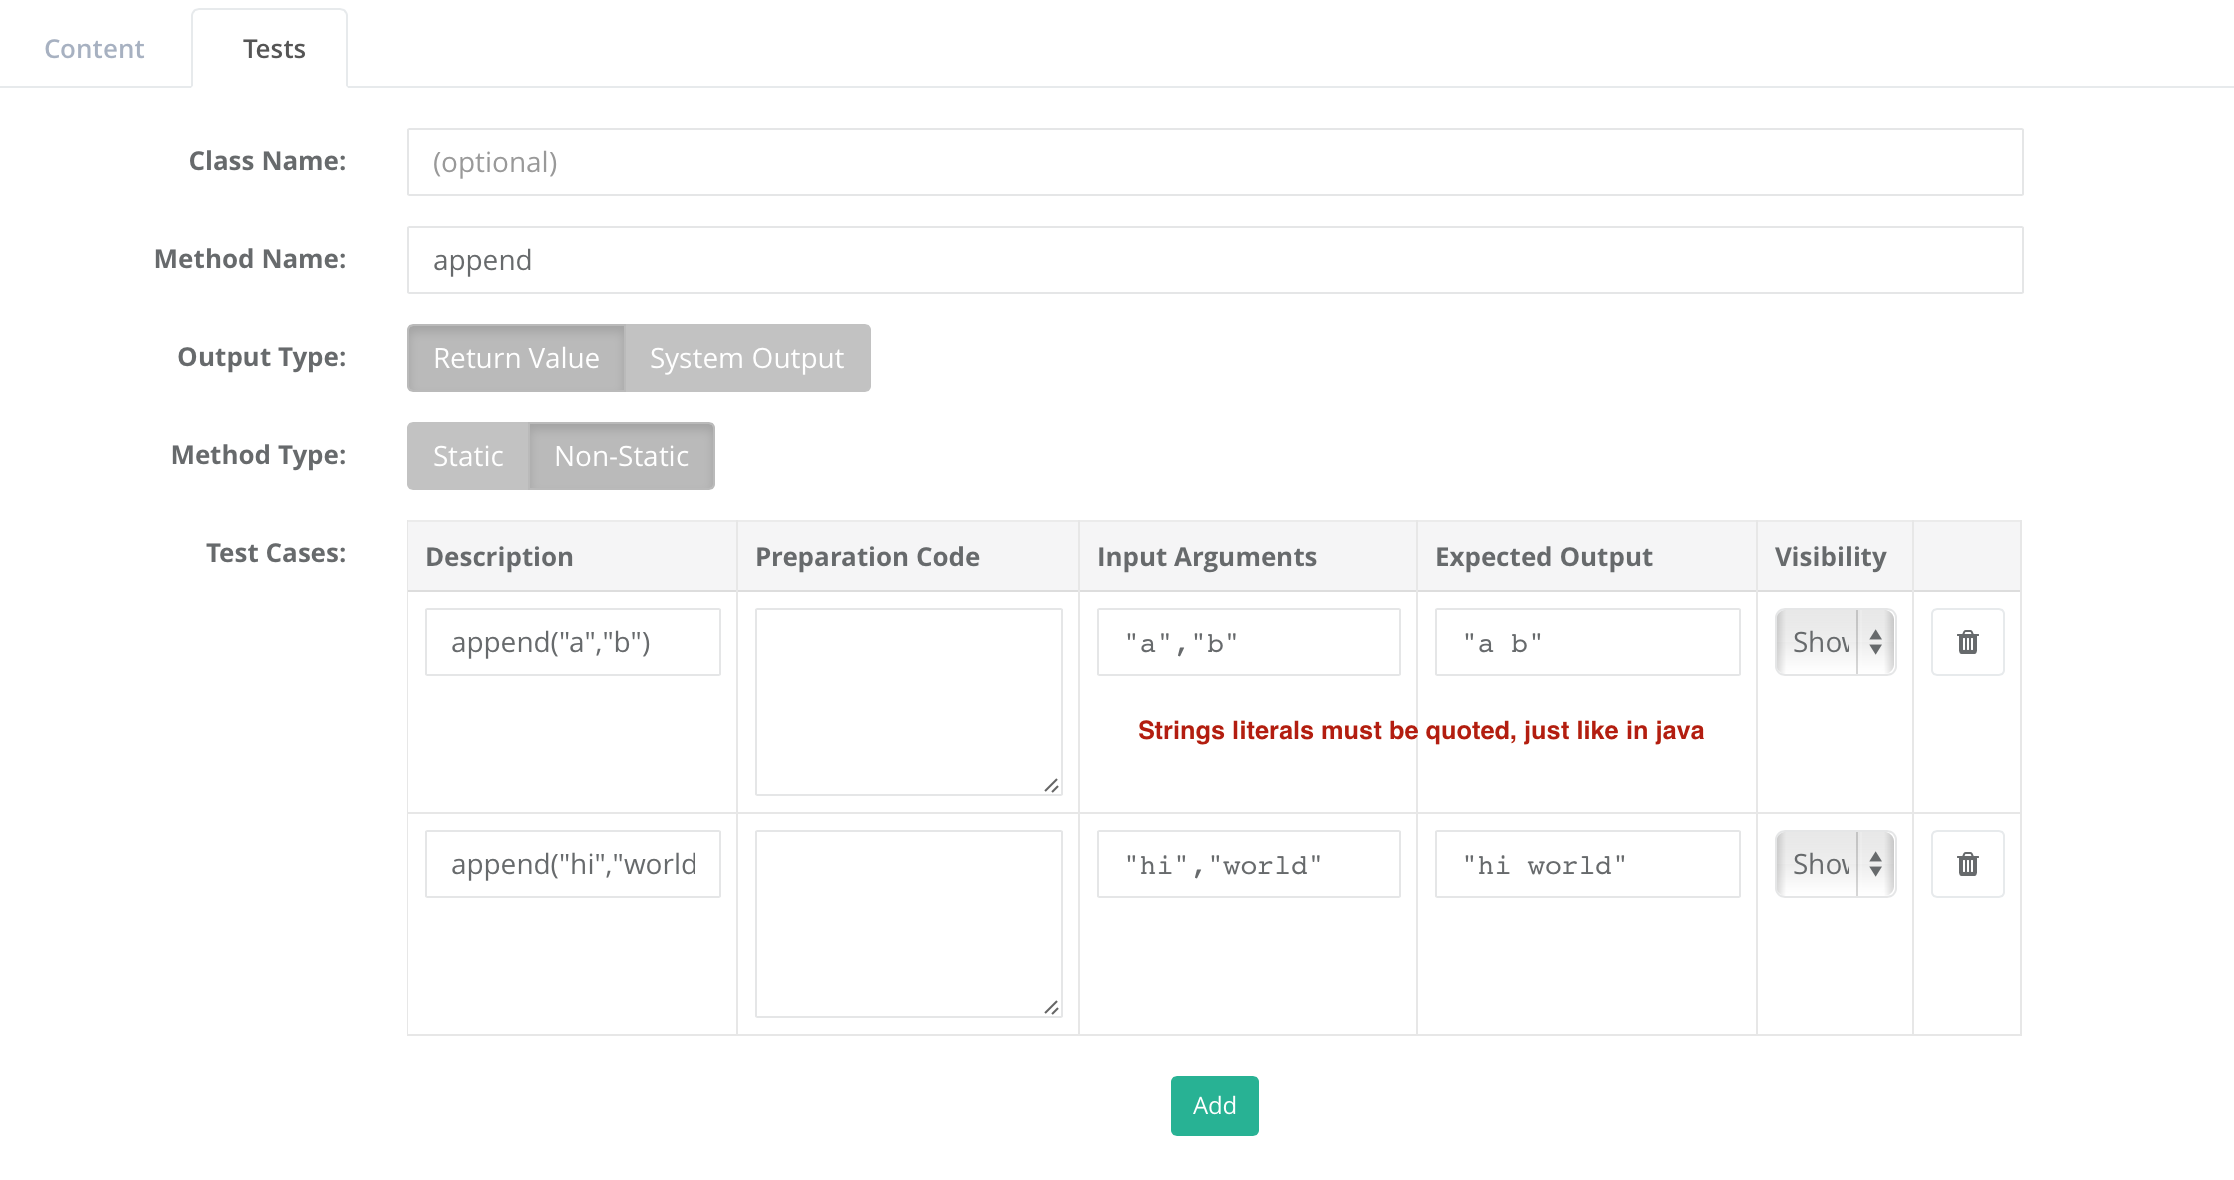 Content Tests
Class Name: (optional)
Method Name: append
Output Type: Return Value System Output
Method Type: Static Non-Static
Test Cases: Description Preparation Code Input Arguments Expected Output Visibility
append("a","b") "a","b" "a b" Show
Strings literals must be quoted, just like in java
append("hi","world "hi","world" "hi world" Show
Add